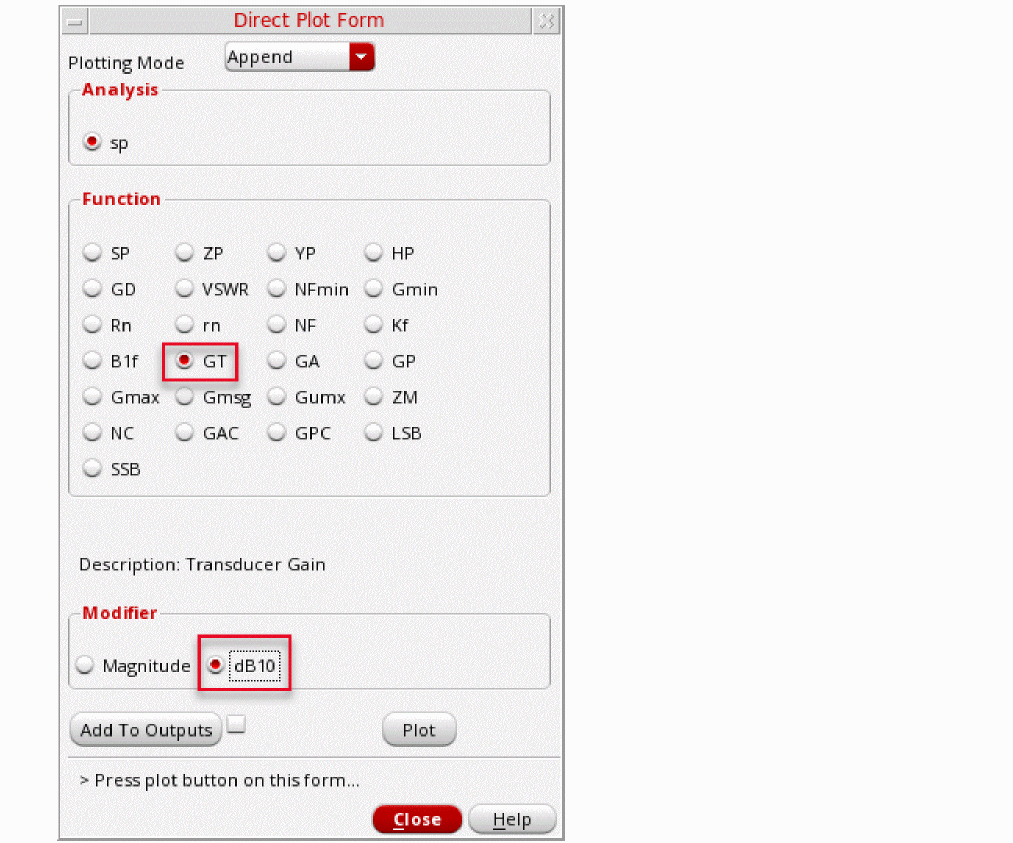 Direct Plot Form
Plotting Mode Append
Analysis
sp
Function
SP ZP YP HP
GD VSWR NFmin Gmin
Rn rn NF Kf
B1f GT GA GP
Gmax Gmsg Gumx ZM
NC GAC GPC LSB
SSB
Description: Transducer Gain
Modifier
Magnitude dB10
Add To Outputs Plot
> Press plot button on this form...
Close Help